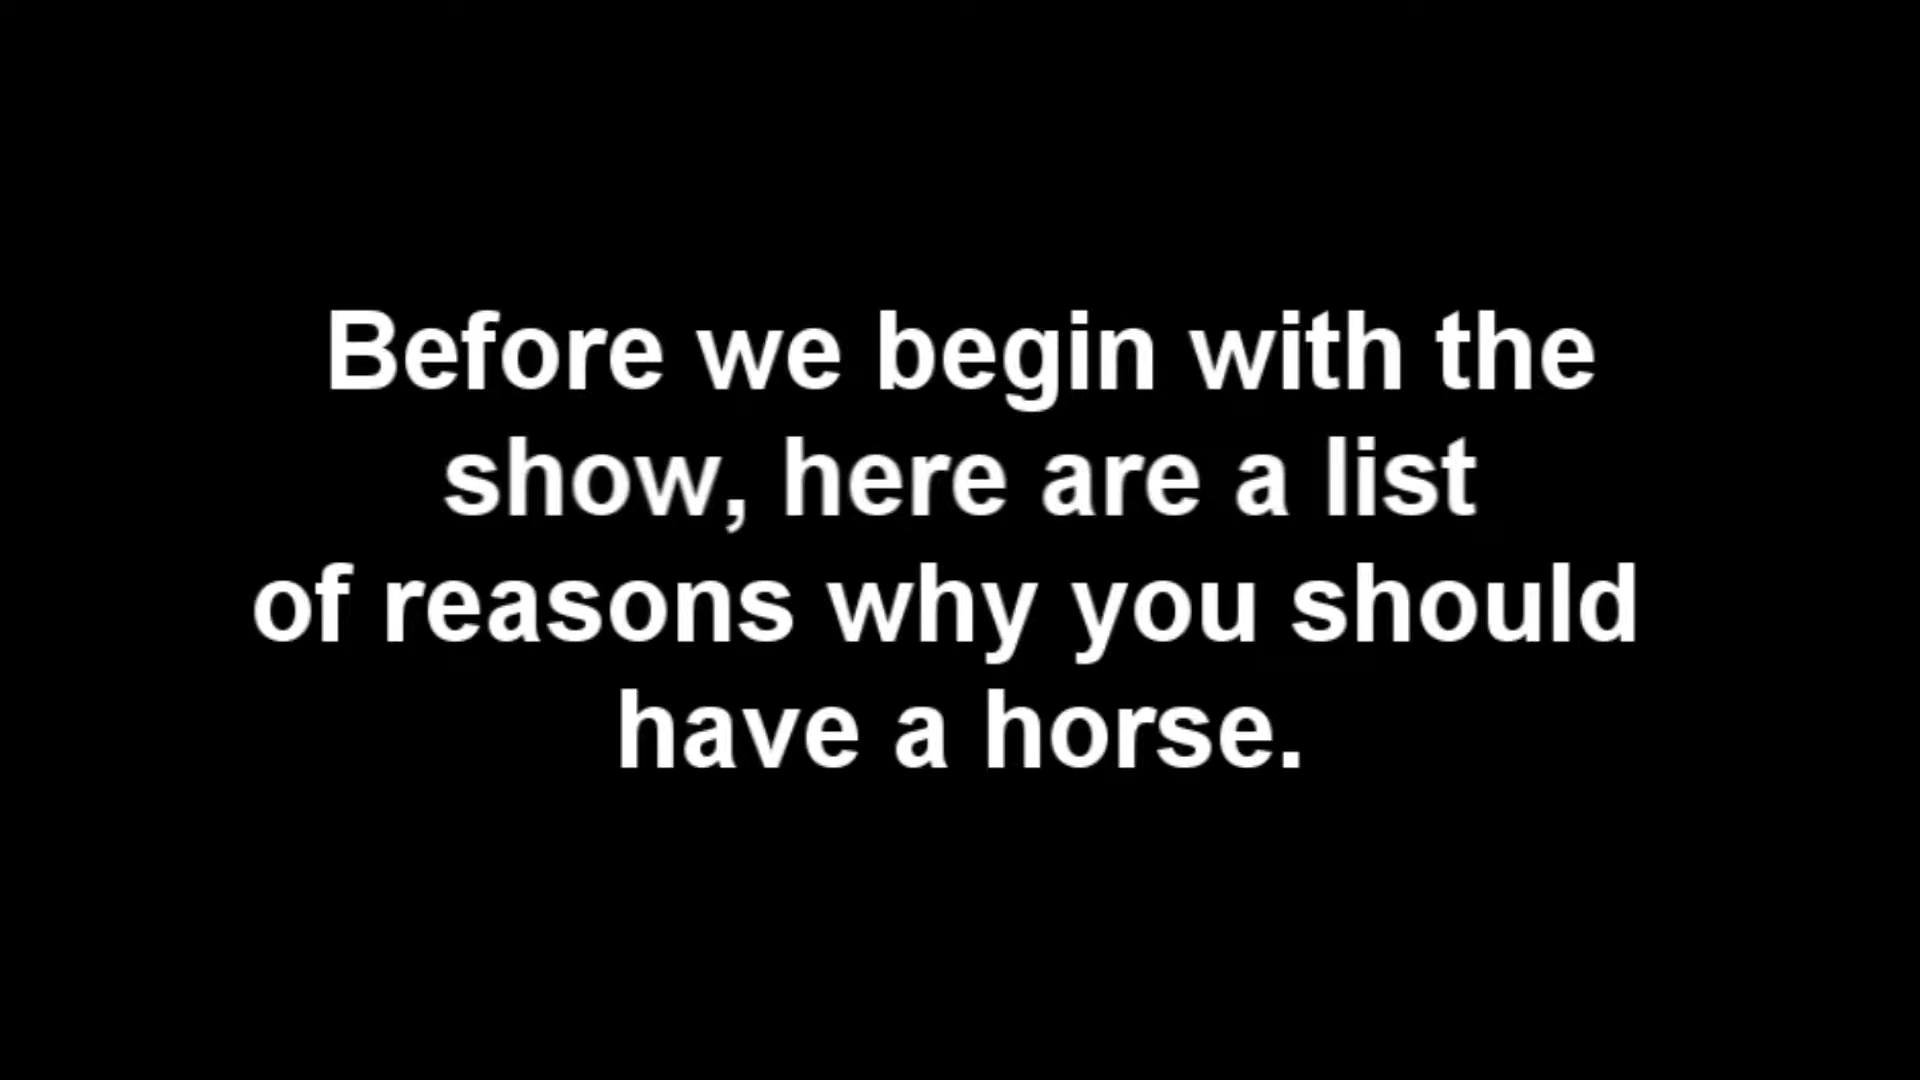 Before we begin with the
show, here are a list
of reasons why you should
have a horse.